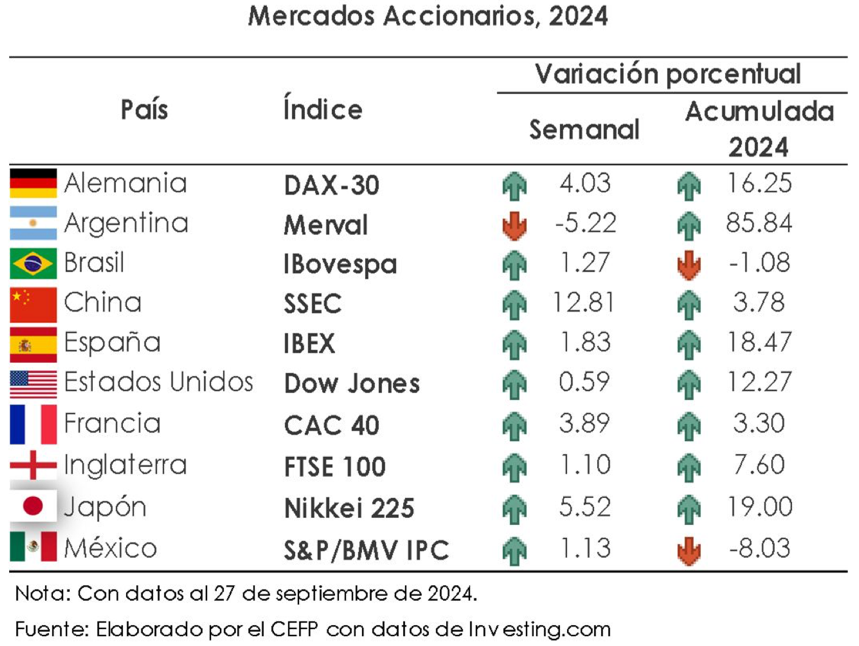 Mercados Accionarios, 2024
Variación porcentual
País Índice Semanal Acumulada 2024
Alemania DAX-30 4.03 16.25
Argentina Merval -5.22 85.84
Brasil IBovespa 1.27 -1.08
China SSEC 12.81 3.78
España IBEX 1.83 18.47
Estados Unidos Dow Jones 0.59 12.27
Francia CAC 40 3.89 3.30
Inglaterra FTSE 100 1.10 7.60
Japón Nikkei 225 5.52 19.00
México S&P/BMV IPC 1.13 -8.03
Nota: Con datos al 27 de septiembre de 2024.
Fuente: Elaborado por el CEFP con datos de Investing.com